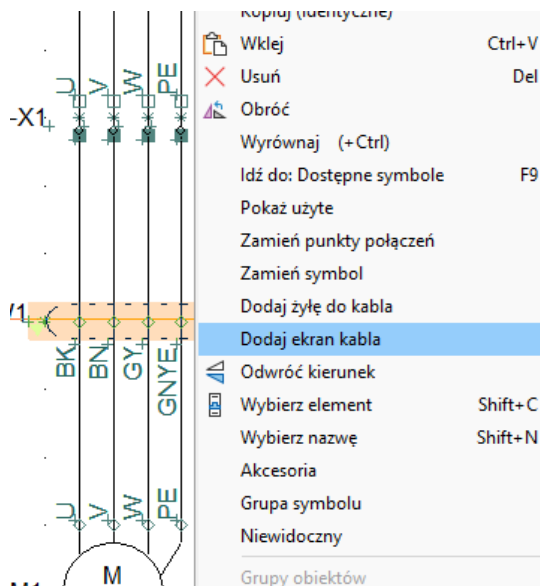 Kopiuj (identyczne)
Wklej Ctrl+V
Usuń Del
Obróć
Wyrównaj (+Ctrl)
Idź do: Dostępne symbole F9
Pokaż użyte
Zamień punkty połączeń
Zamień symbol
Dodaj żyłę do kabla
Dodaj ekran kabla
Odwróć kierunek
Wybierz element Shift+C
Wybierz nazwę Shift+N
Akcesoria
Grupa symbolu
Niewidoczny
Grupy obiektów
U V W PE
-X1
BK BN GY GNYE
U V W PE
M